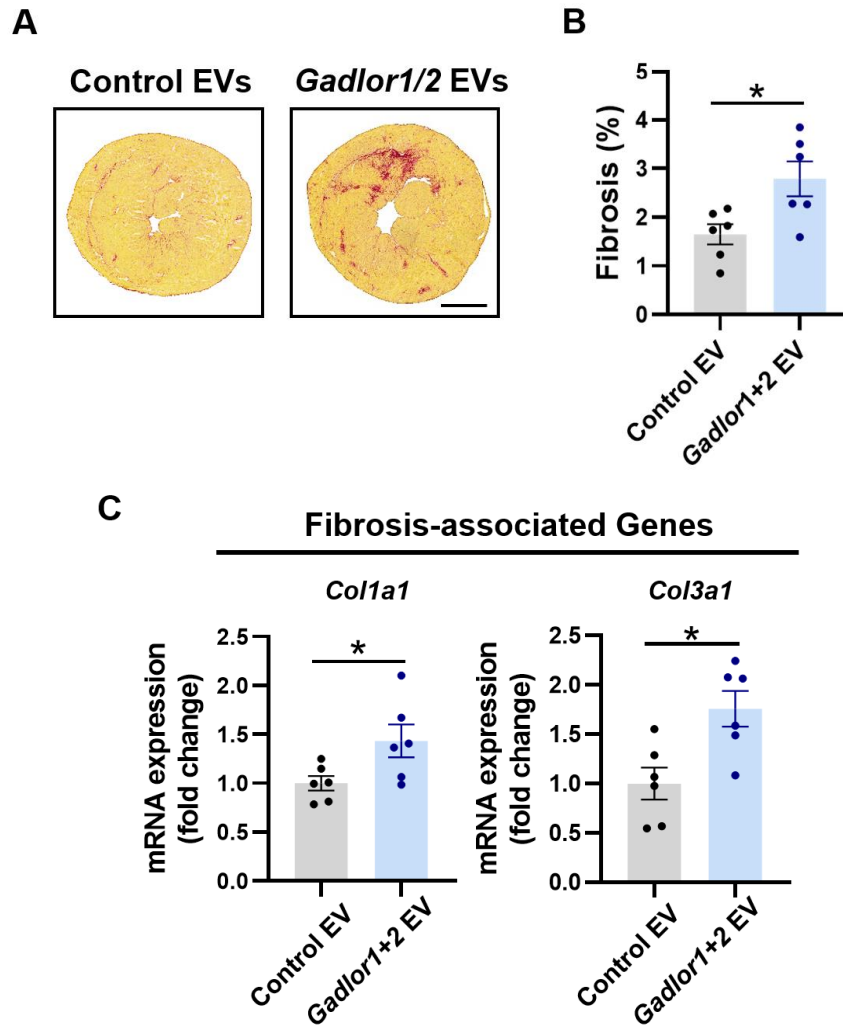 A
Control EVs
Gadlor1/2 EVs
B
Fibrosis (%)
5
4
3
2
1
0
*
Control EV
Gadlor1+2 EV
C
Fibrosis-associated Genes
Col1a1
mRNA expression
(fold change)
2.5
2.0
1.5
1.0
0.5
0.0
*
Control EV
Gadlor1+2 EV
Col3a1
mRNA expression
(fold change)
2.5
2.0
1.5
1.0
0.5
0.0
*
Control EV
Gadlor1+2 EV